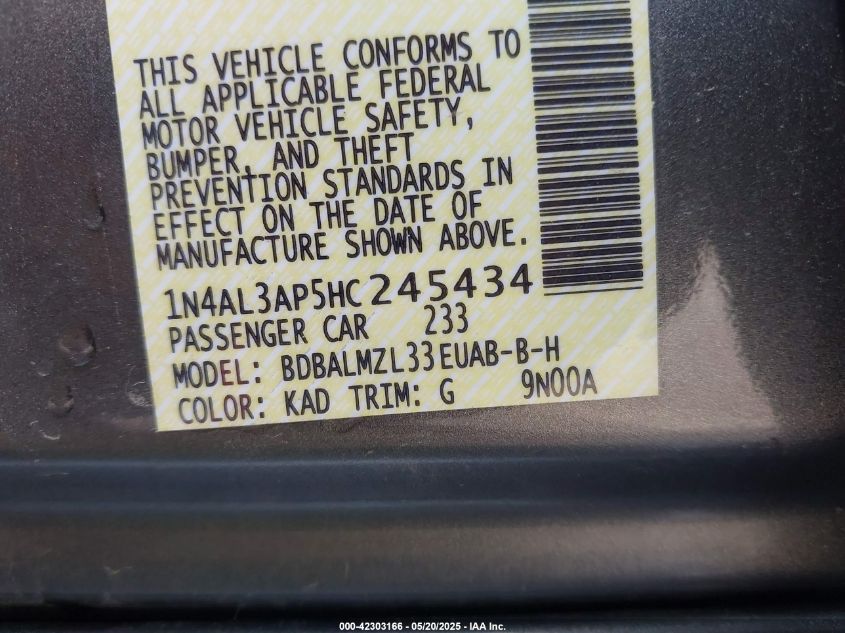 THIS VEHICLE CONFORMS TO
ALL APPLICABLE FEDERAL
MOTOR VEHICLE SAFETY,
BUMPER, AND THEFT
PREVENTION STANDARDS IN
EFFECT ON THE DATE OF
MANUFACTURE SHOWN ABOVE.
1N4AL3AP5HC245434
PASSENGER CAR 233
MODEL: BDBALMZL33EUAB-B-H
COLOR: KAD TRIM: G 9N00A
000-42303166 - 05/20/2025 - IAA Inc.